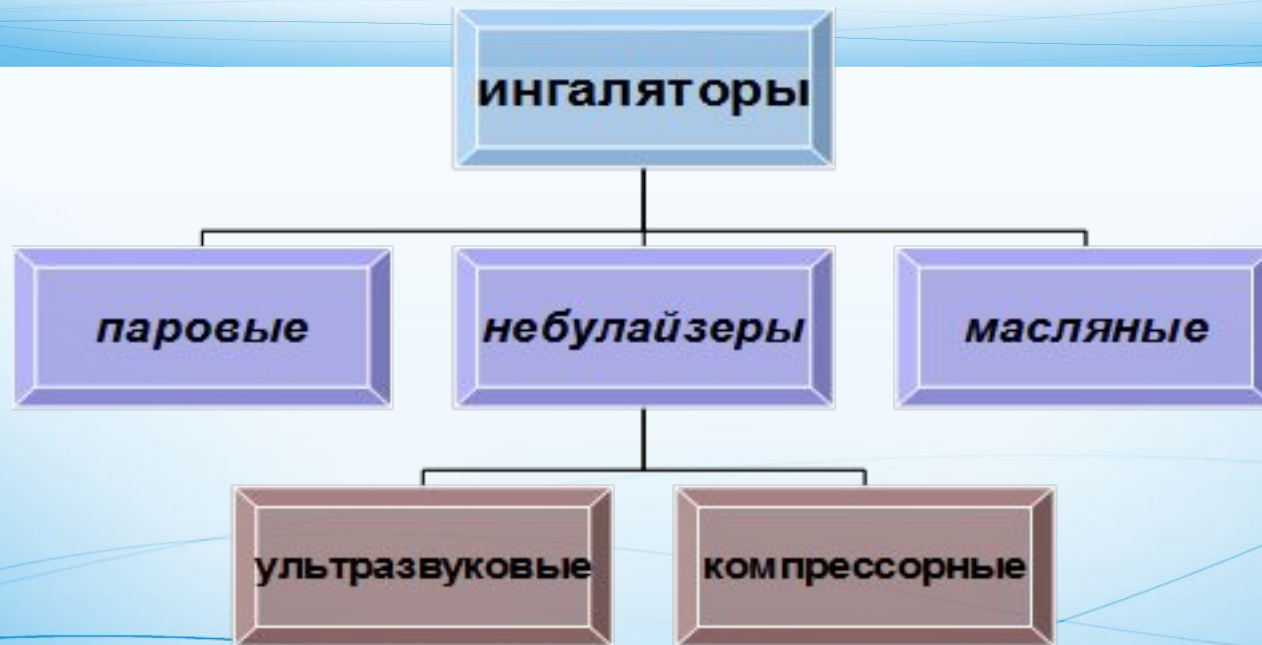 ингаляторы
паровые
небулайзеры
масляные
ультразвуковые
компрессорные